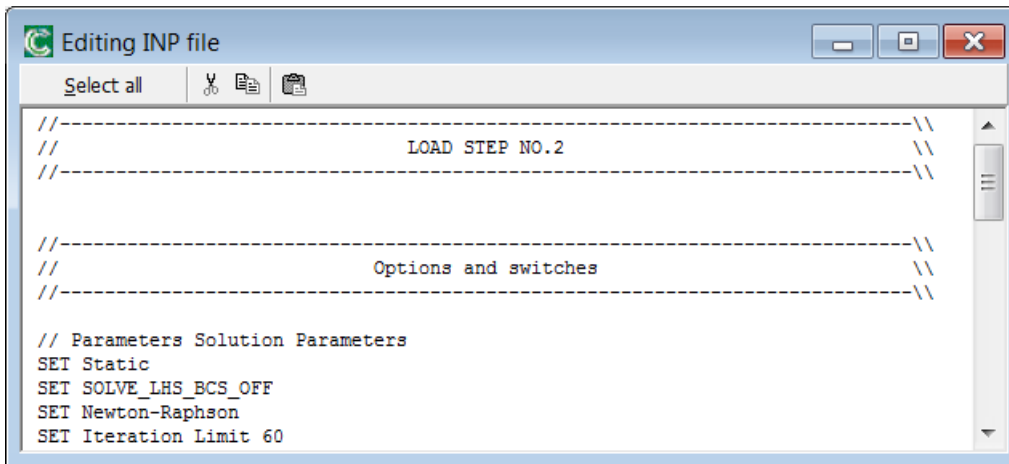 Editing INP file
Select all
//----------------------------------------------------------------------------\\
// LOAD STEP NO.2 \\
//----------------------------------------------------------------------------\\
//----------------------------------------------------------------------------\\
// Options and switches \\
//----------------------------------------------------------------------------\\
// Parameters Solution Parameters
SET Static
SET SOLVE_LHS_BCS_OFF
SET Newton-Raphson
SET Iteration Limit 60